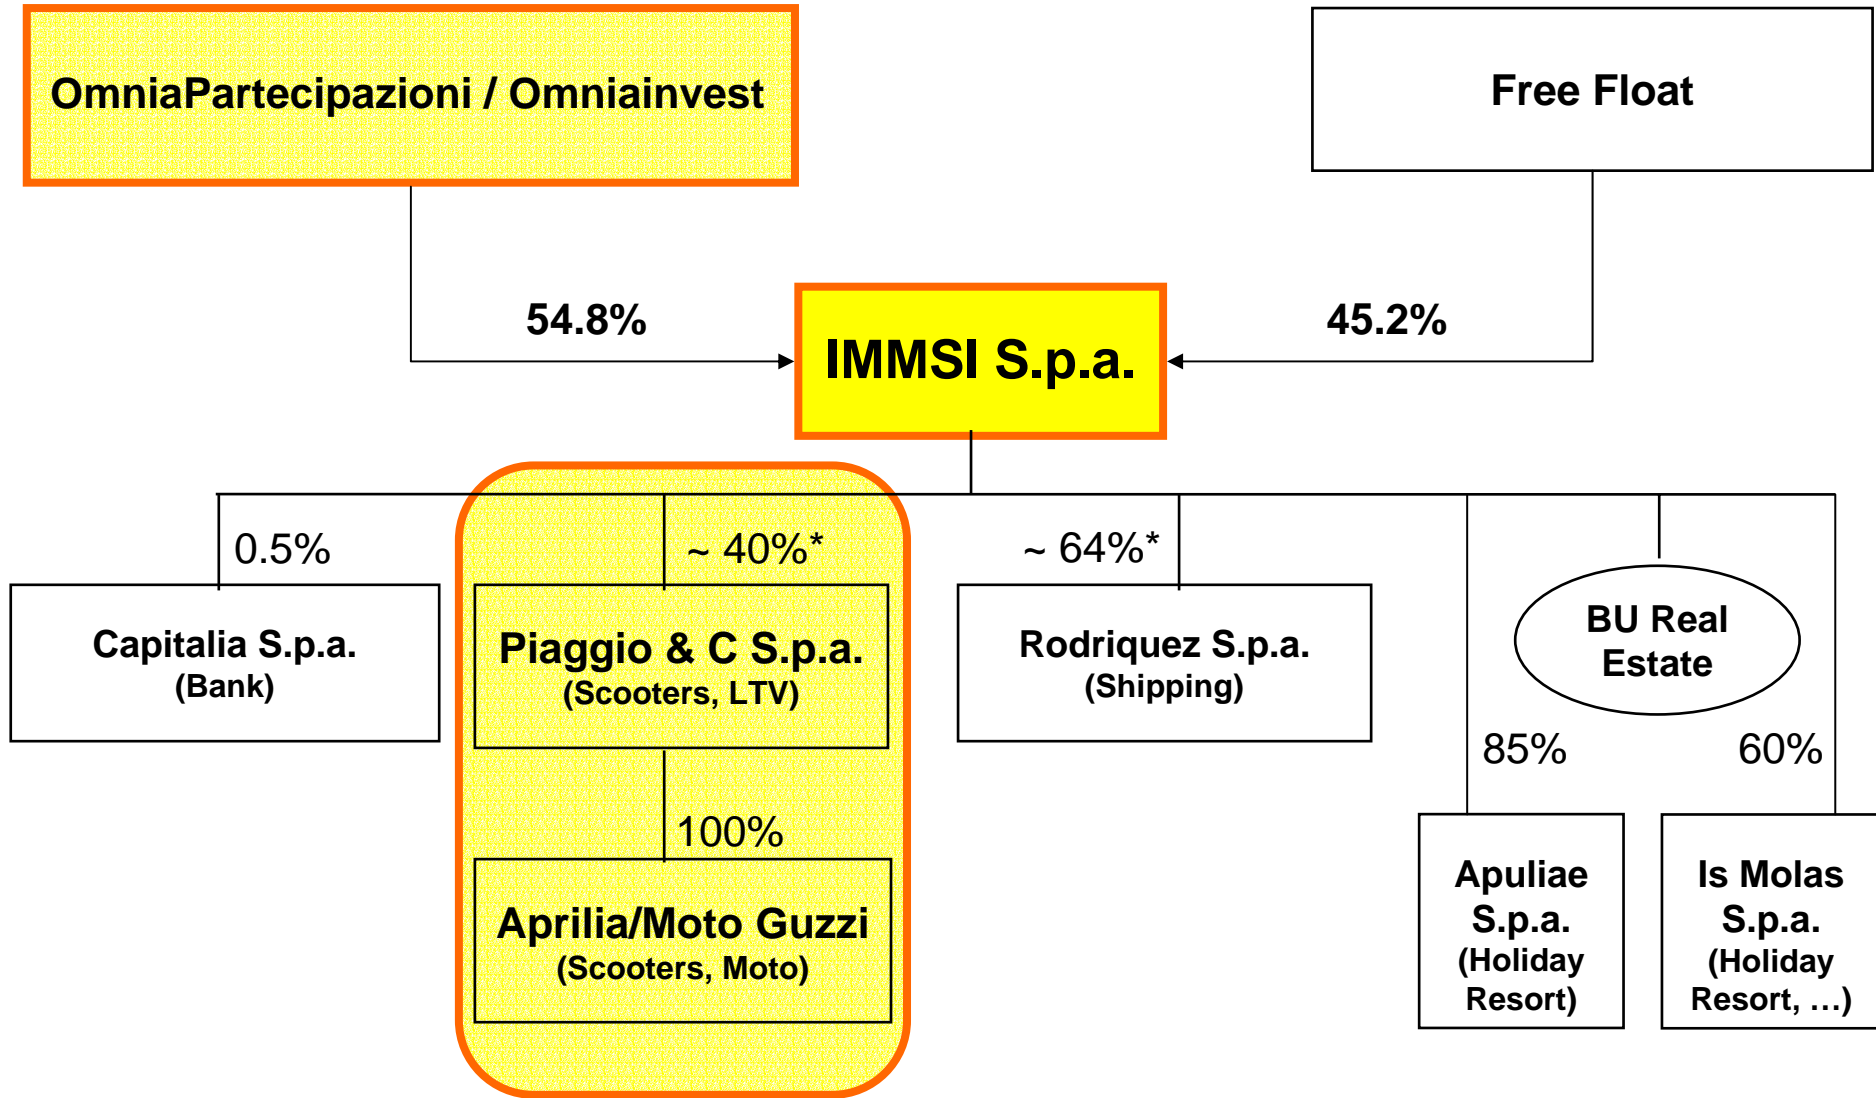 OmniaPartecipazioni / Omniainvest
Free Float
54.8%
45.2%
IMMSI S.p.a.
0.5%
~ 40%*
~ 64%*
Capitalia S.p.a.
(Bank)
Piaggio & C S.p.a.
(Scooters, LTV)
Rodriquez S.p.a.
(Shipping)
BU Real
Estate
85%
60%
100%
Aprilia/Moto Guzzi
(Scooters, Moto)
Apuliae
S.p.a.
(Holiday
Resort)
Is Molas
S.p.a.
(Holiday
Resort, …)